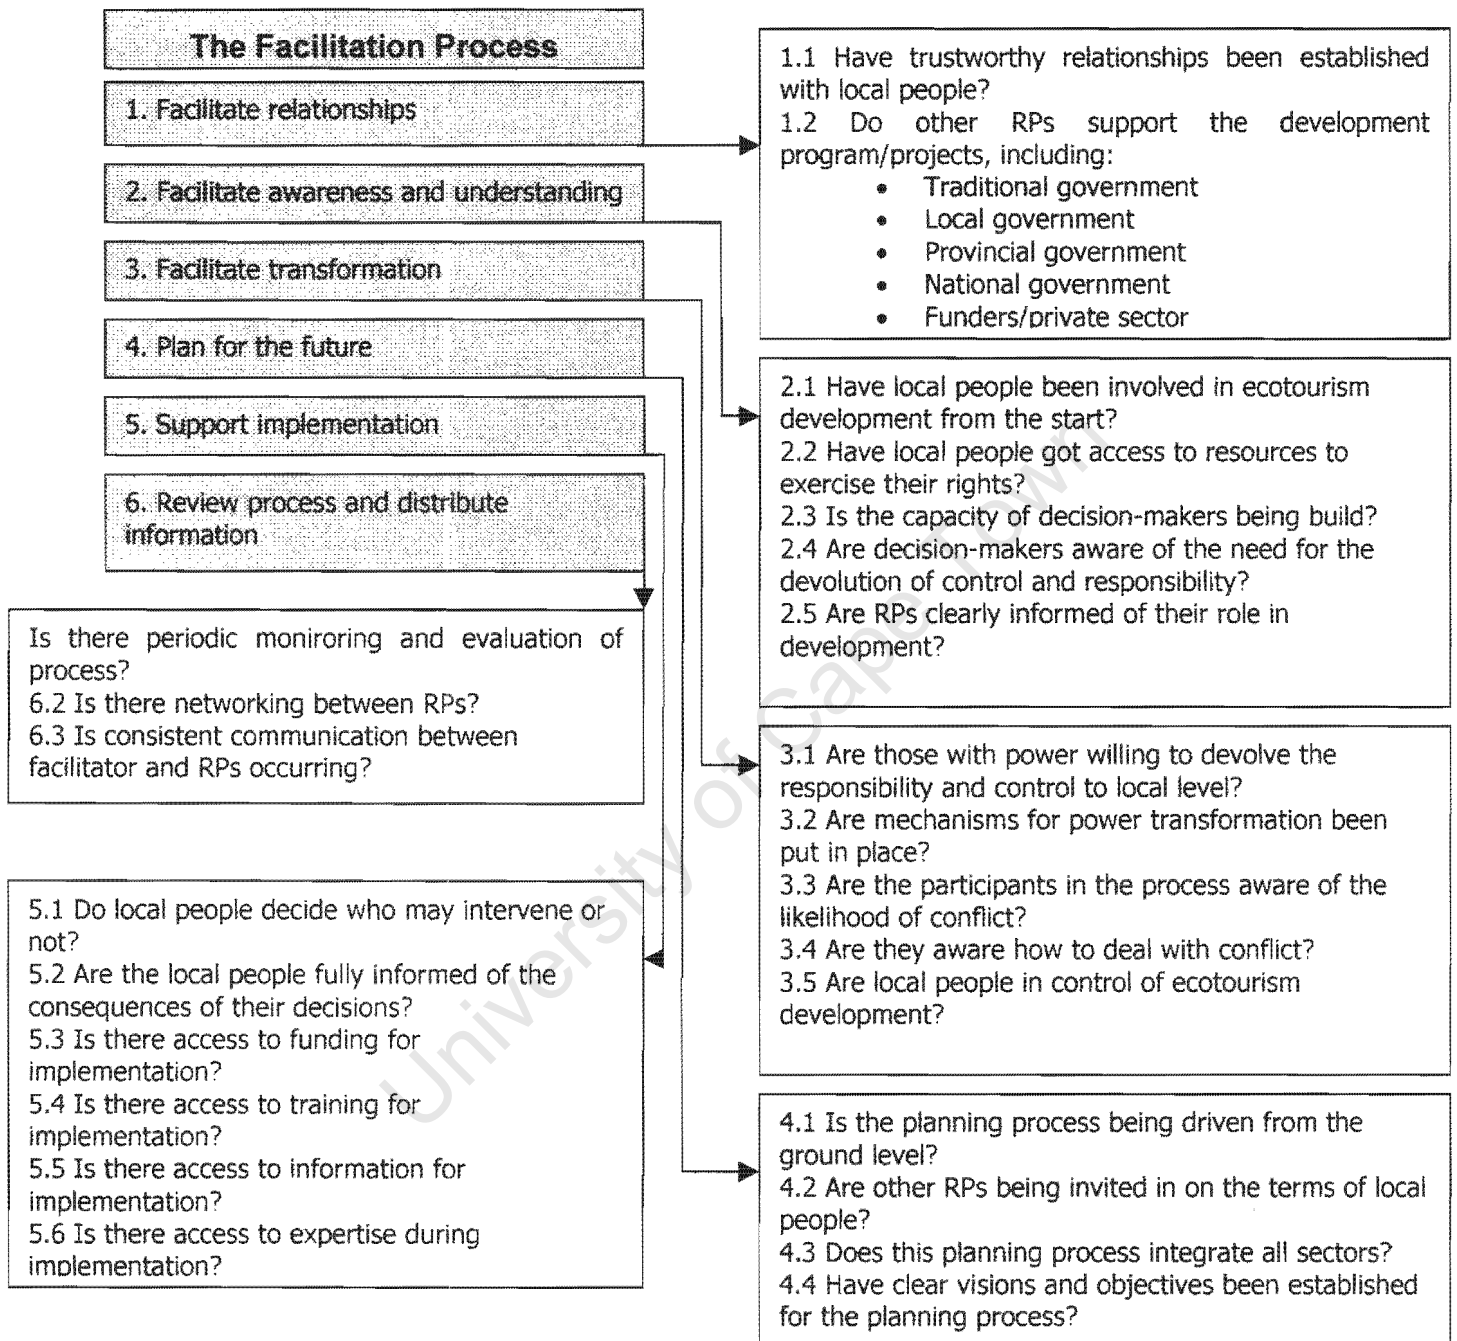 The Facilitation Process
1. Facilitate relationships
2. Facilitate awareness and understanding
3. Facilitate transformation
4. Plan for the future
5. Support implementation
6. Review process and distribute
information
1.1 Have trustworthy relationships been established
with local people?
1.2 Do other RPs support the development
program/projects, including:
• Traditional government
• Local government
• Provincial government
• National government
• Funders/private sector
2.1 Have local people been involved in ecotourism
development from the start?
2.2 Have local people got access to resources to
exercise their rights?
2.3 Is the capacity of decision-makers being build?
2.4 Are decision-makers aware of the need for the
devolution of control and responsibility?
2.5 Are RPs clearly informed of their role in
development?
3.1 Are those with power willing to devolve the
responsibility and control to local level?
3.2 Are mechanisms for power transformation been
put in place?
3.3 Are the participants in the process aware of the
likelihood of conflict?
3.4 Are they aware how to deal with conflict?
3.5 Are local people in control of ecotourism
development?
4.1 Is the planning process being driven from the
ground level?
4.2 Are other RPs being invited in on the terms of local
people?
4.3 Does this planning process integrate all sectors?
4.4 Have clear visions and objectives been established
for the planning process?
5.1 Do local people decide who may intervene or
not?
5.2 Are the local people fully informed of the
consequences of their decisions?
5.3 Is there access to funding for
implementation?
5.4 Is there access to training for
implementation?
5.5 Is there access to information for
implementation?
5.6 Is there access to expertise during
implementation?
Is there periodic moniroring and evaluation of
process?
6.2 Is there networking between RPs?
6.3 Is consistent communication between
facilitator and RPs occurring?
University of Cape Town